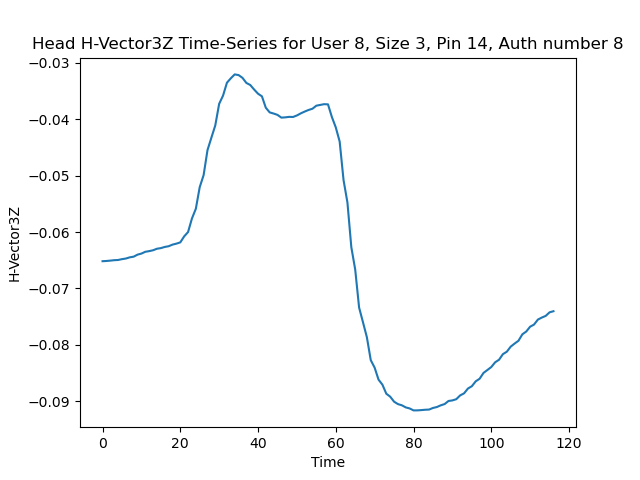 Head H-Vector3Z Time-Series for User 8, Size 3, Pin 14, Auth number 8
−0.03
−0.04
−0.05
−0.06
−0.07
−0.08
−0.09
H-Vector3Z
0 20 40 60 80 100 120
Time